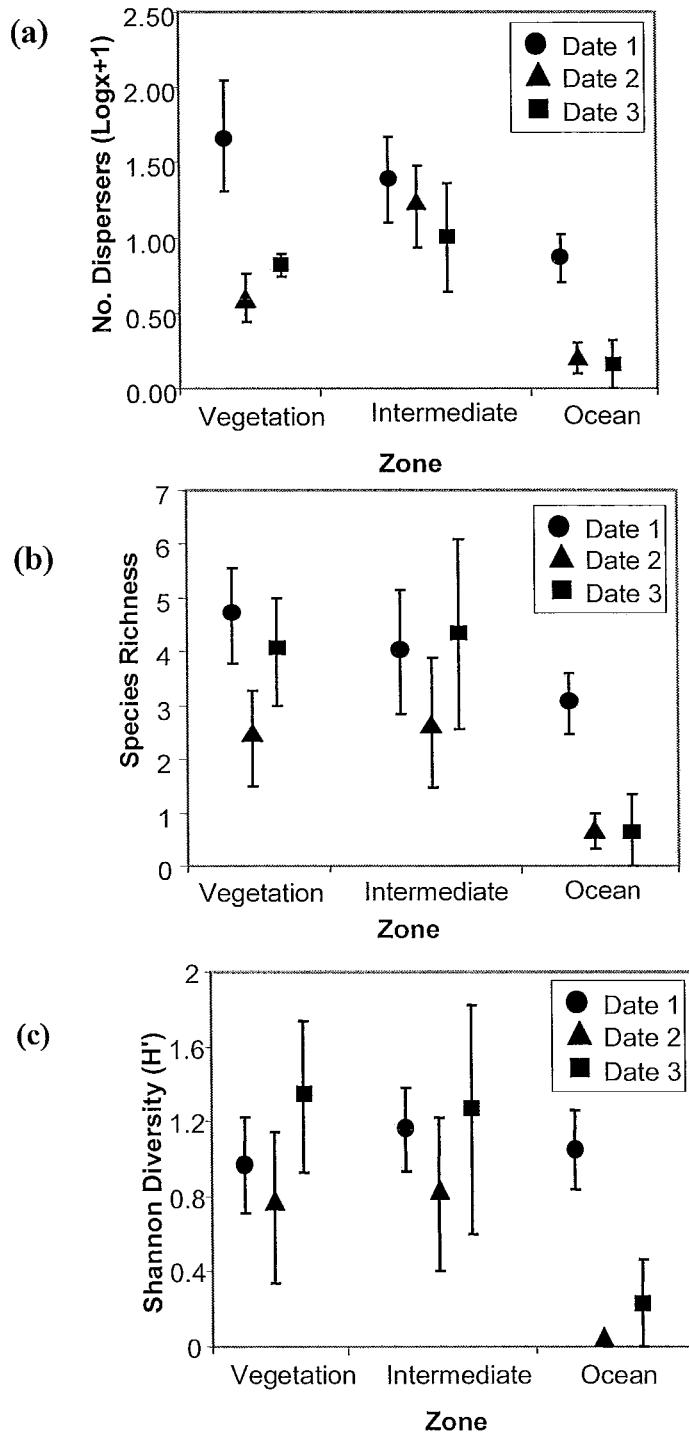 (a)
No. Dispersers (Logx+1)
2.50
2.00
1.50
1.00
0.50
0.00
Date 1
Date 2
Date 3
Vegetation Intermediate Ocean
Zone
(b)
Species Richness
7
6
5
4
3
2
1
0
Date 1
Date 2
Date 3
Vegetation Intermediate Ocean
Zone
(c)
Shannon Diversity (H')
2
1.6
1.2
0.8
0.4
0
Date 1
Date 2
Date 3
Vegetation Intermediate Ocean
Zone